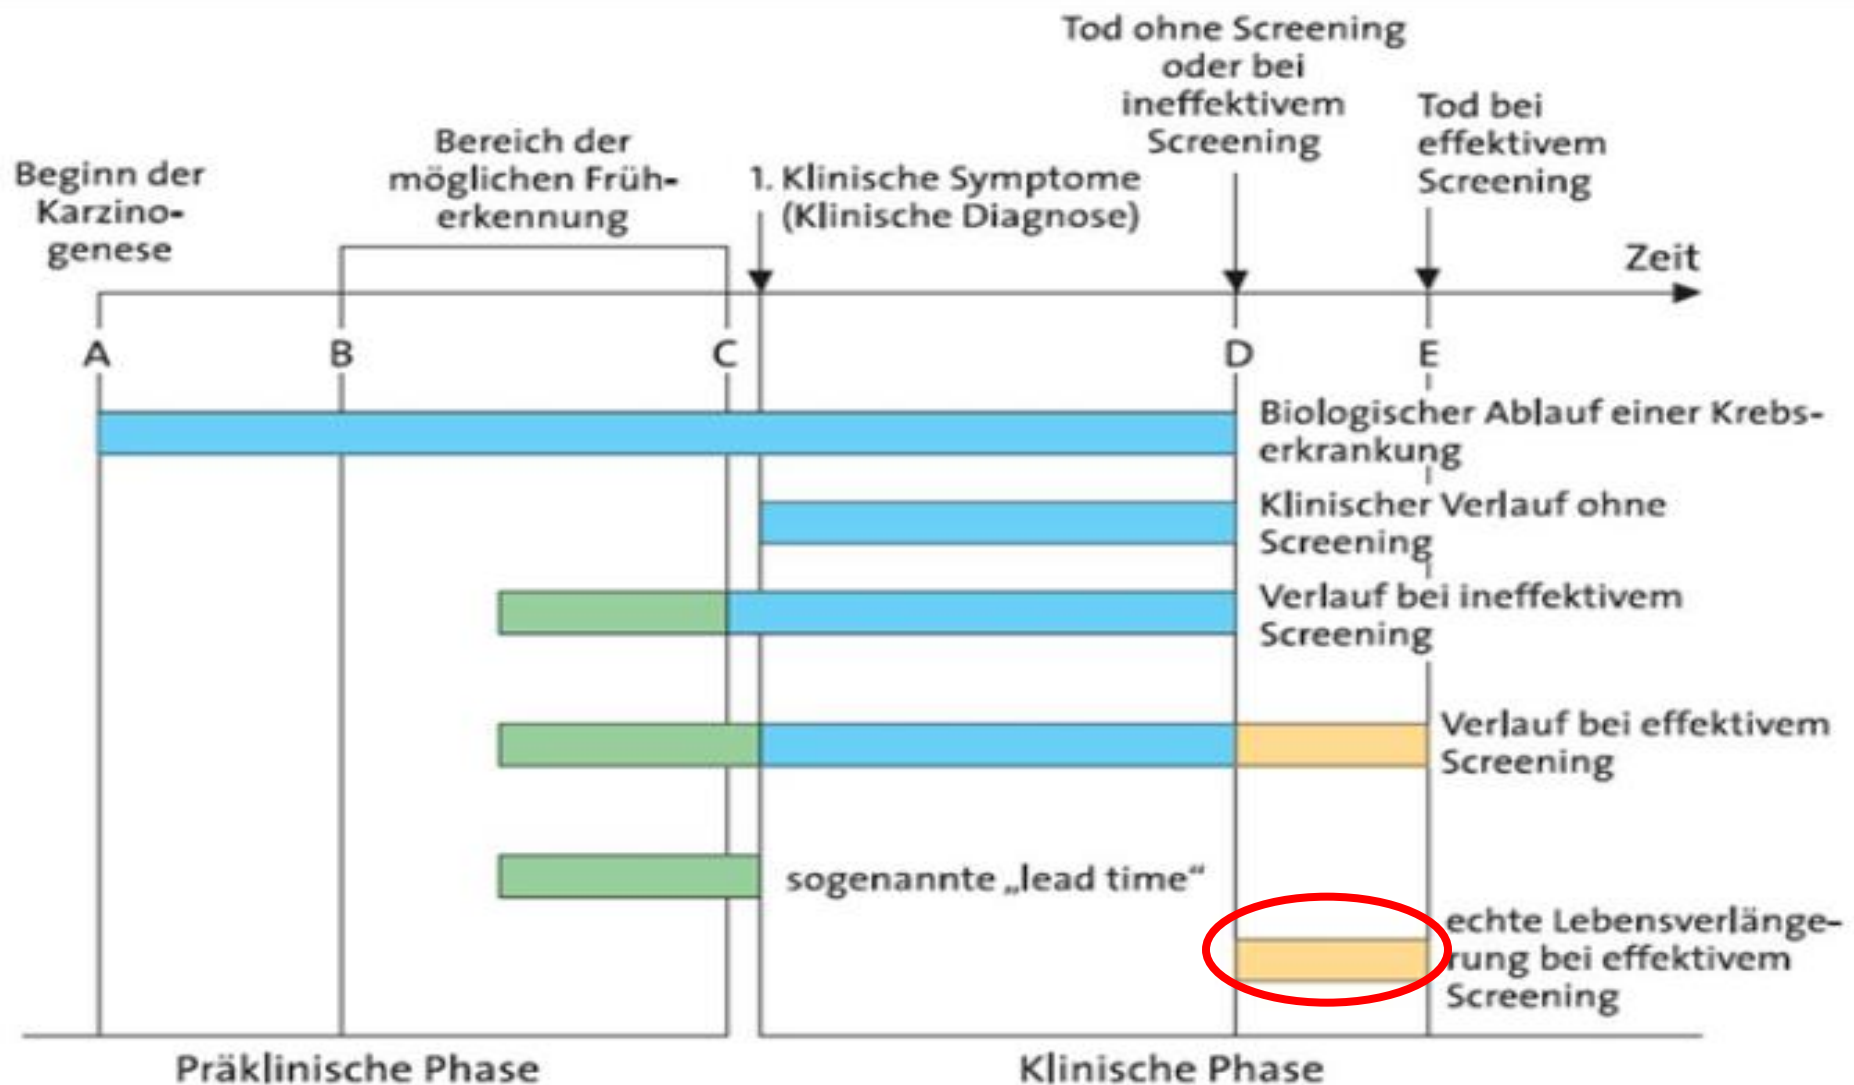 Tod ohne Screening
oder bei
ineffektivem
Screening
Tod bei
effektivem
Screening
Bereich der
möglichen Früh-
erkennung
Beginn der
Karzino-
genese
1. Klinische Symptome
(Klinische Diagnose)
Zeit
A
B
C
D
E
Biologischer Ablauf einer Krebs-
erkrankung
Klinischer Verlauf ohne
Screening
Verlauf bei ineffektivem
Screening
Verlauf bei effektivem
Screening
sogenannte „lead time“
echte Lebensverlänge-
rung bei effektivem
Screening
Präklinische Phase
Klinische Phase